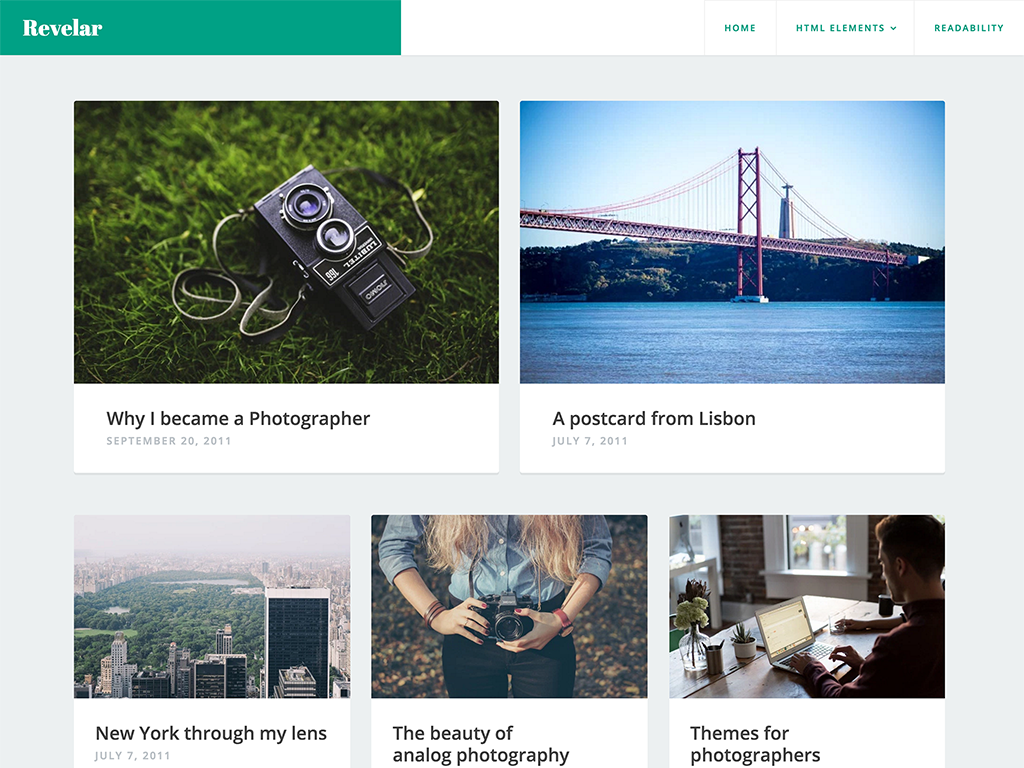 Revelar
HOME
HTML ELEMENTS
READABILITY
LUBITEL
166
LOMO
Why I became a Photographer
SEPTEMBER 20, 2011
A postcard from Lisbon
JULY 7, 2011
New York through my lens
JULY 7, 2011
The beauty of
analog photography
Themes for
photographers